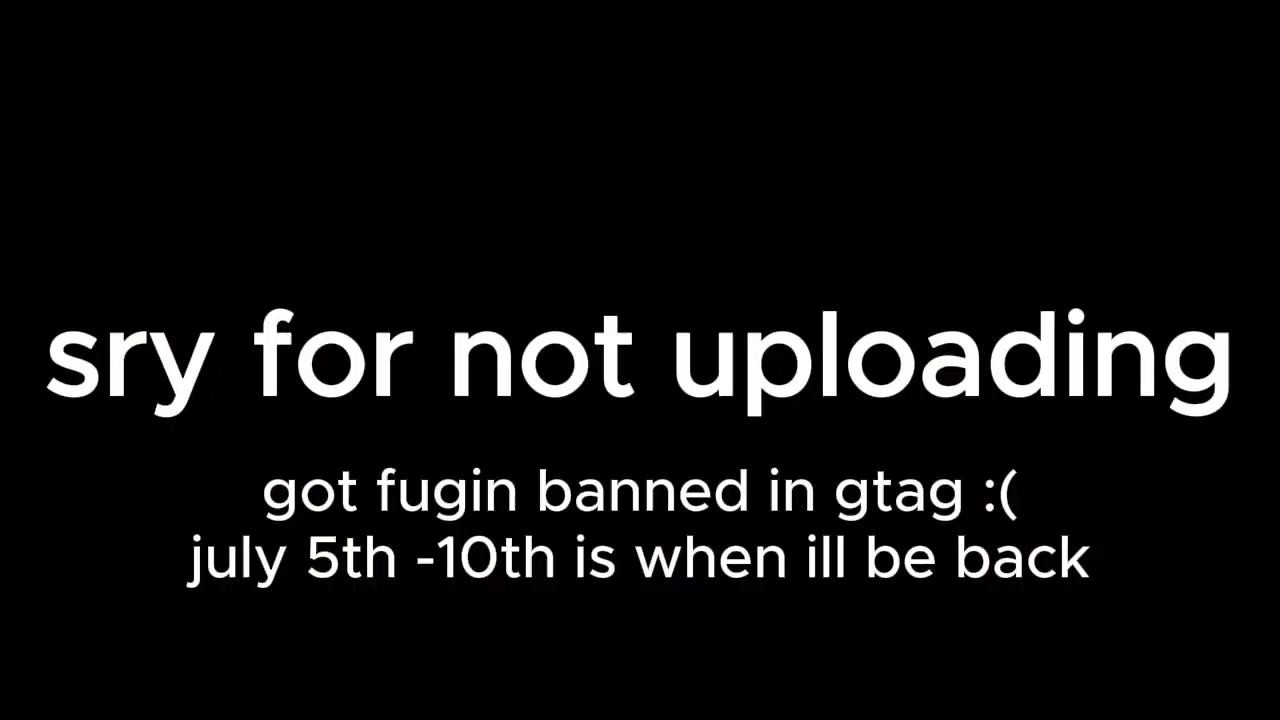 sry for not uploading
got fugin banned in gtag :(
july 5th -10th is when ill be back